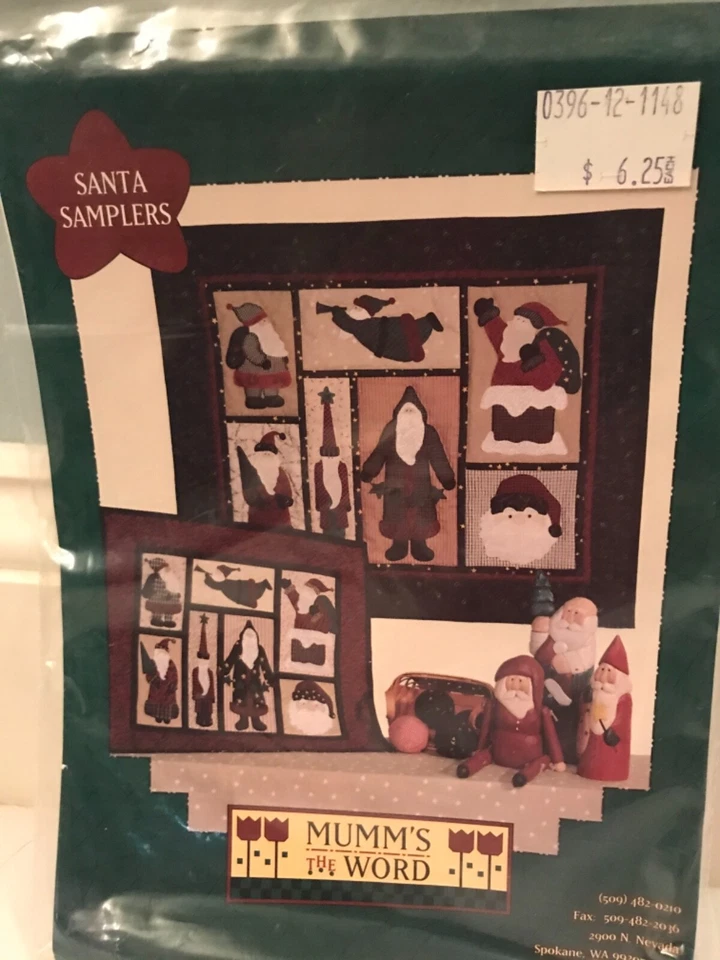 0396-12-1148
$ 6.25
SANTA
SAMPLERS
MUMM'S
THE WORD
(509) 482-0210
Fax: 509-482-2036
2900 N. Nevada
Spokane, WA